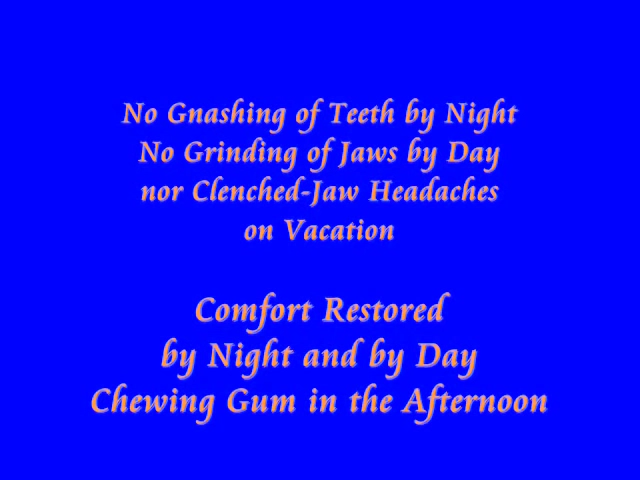 No Gnashing of Teeth by Night
No Grinding of Jaws by Day
nor Clenched-Jaw Headaches
on Vacation
Comfort Restored
by Night and by Day
Chewing Gum in the Afternoon